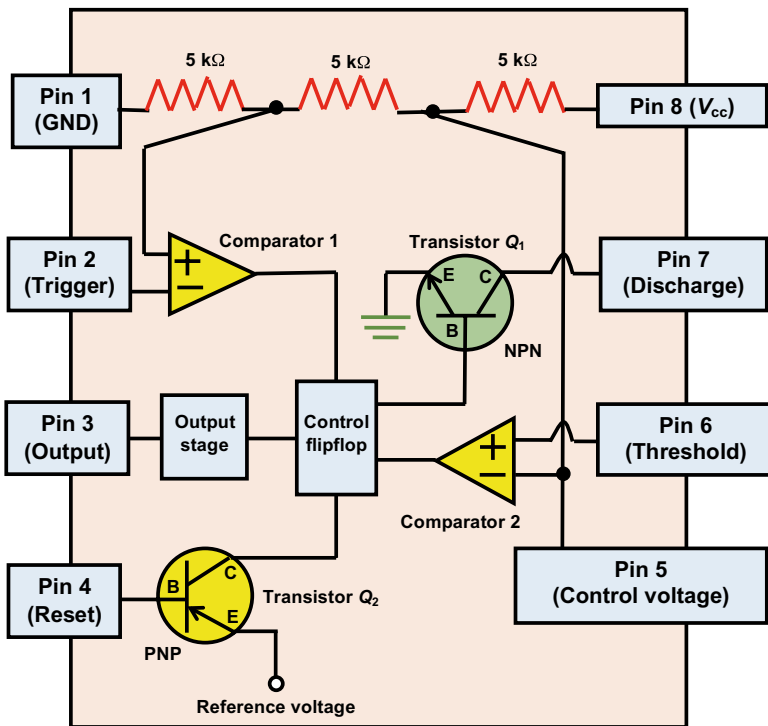 5 kΩ
5 kΩ
5 kΩ
Pin 1
(GND)
Pin 8 (Vcc)
Comparator 1
Transistor Q1
Pin 2
(Trigger)
+
−
E
C
B
NPN
Pin 7
(Discharge)
Pin 3
(Output)
Output
stage
Control
flipflop
+
−
Comparator 2
Pin 6
(Threshold)
Pin 4
(Reset)
B
C
E
PNP
Transistor Q2
Reference voltage
Pin 5
(Control voltage)